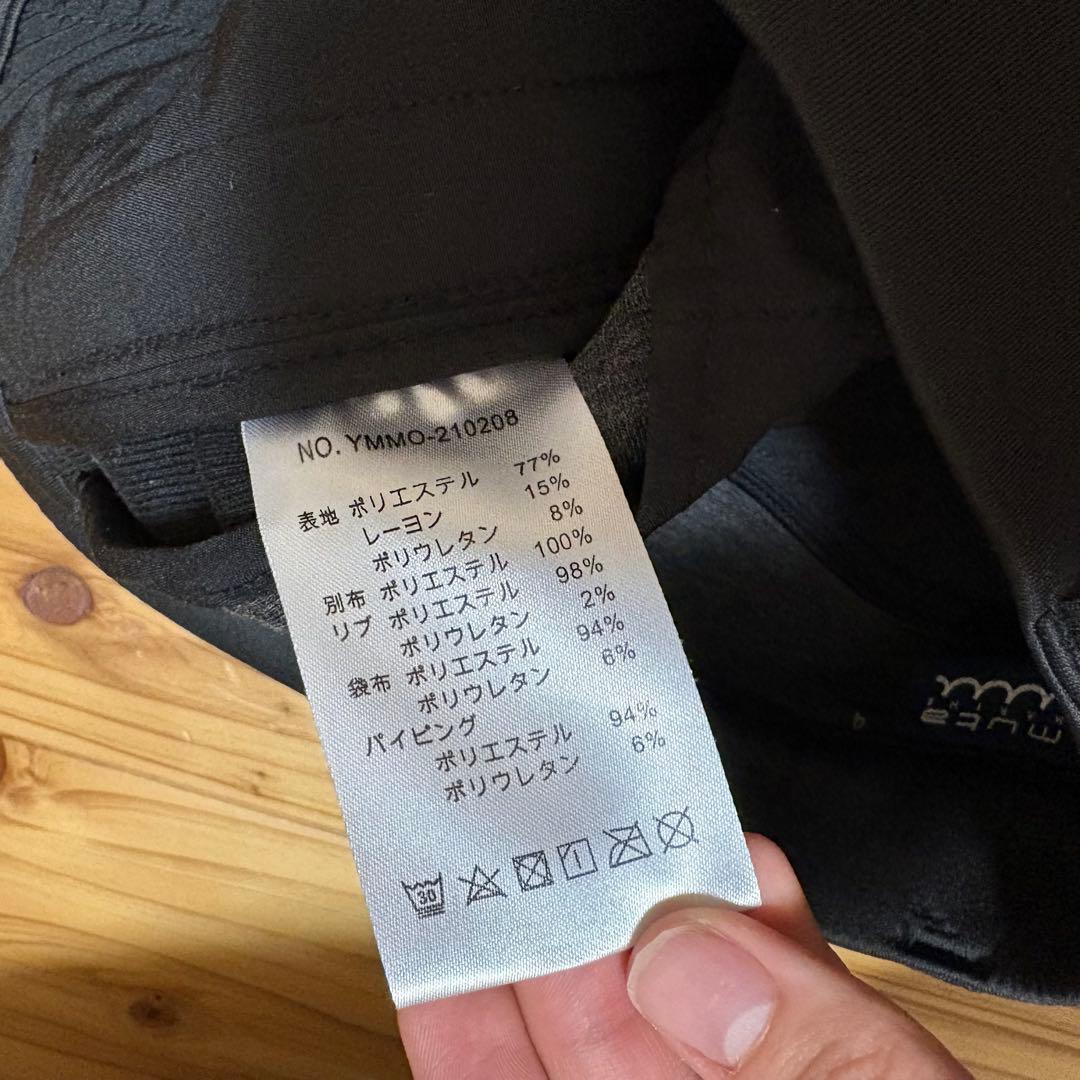 NO. YMMO-210208
表地 ポリエステル 77%
レーヨン 15%
ポリウレタン 8%
別布 ポリエステル 100%
リブ ポリエステル 98%
ポリウレタン 2%
袋布 ポリエステル 94%
ポリウレタン 6%
パイピング
ポリエステル 94%
ポリウレタン 6%
30
muta